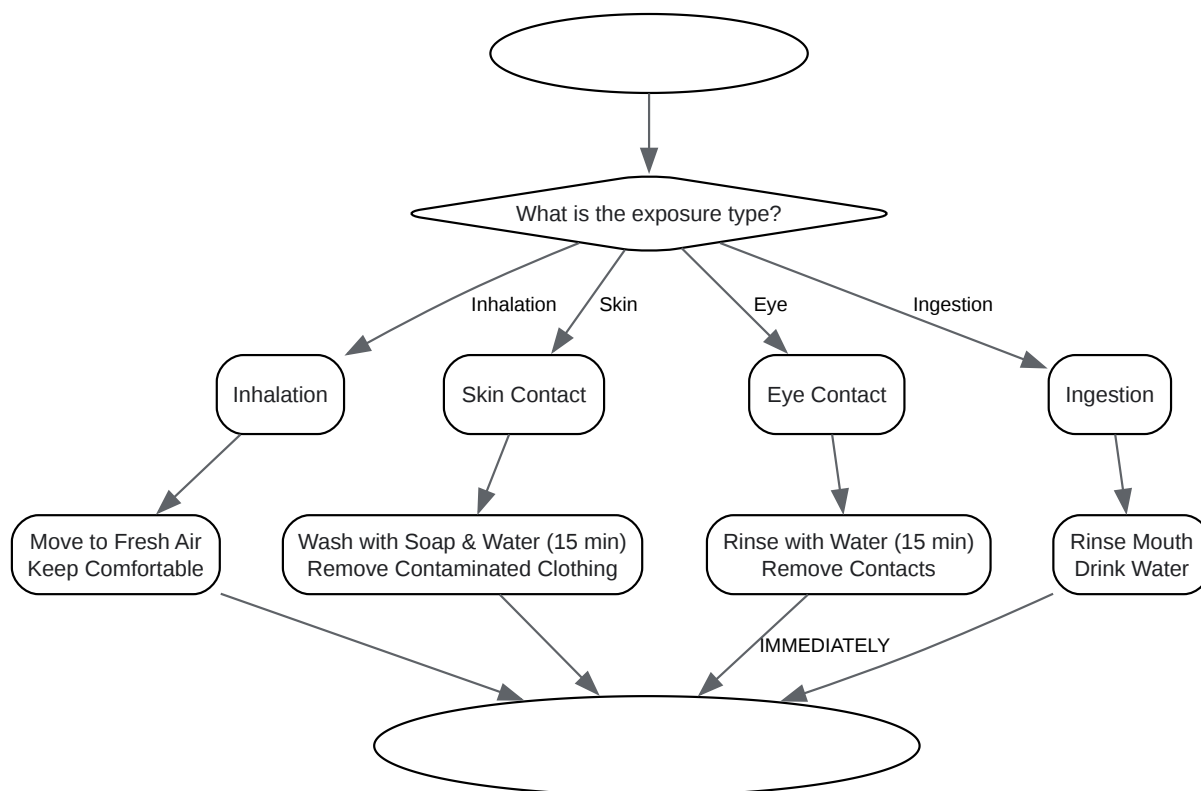 What is the exposure type?
Inhalation
Skin
Eye
Ingestion
Inhalation
Skin Contact
Eye Contact
Ingestion
Move to Fresh Air
Keep Comfortable
Wash with Soap & Water (15 min)
Remove Contaminated Clothing
Rinse with Water (15 min)
Remove Contacts
Rinse Mouth
Drink Water
IMMEDIATELY